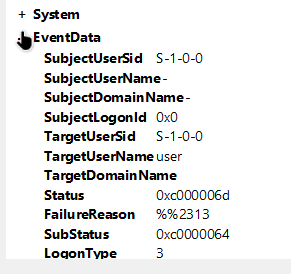 + System
- EventData
SubjectUserSid S-1-0-0
SubjectUserName -
SubjectDomainName -
SubjectLogonId 0x0
TargetUserSid S-1-0-0
TargetUserName user
TargetDomainName
Status 0xc000006d
FailureReason %%2313
SubStatus 0xc0000064
LogonType 3